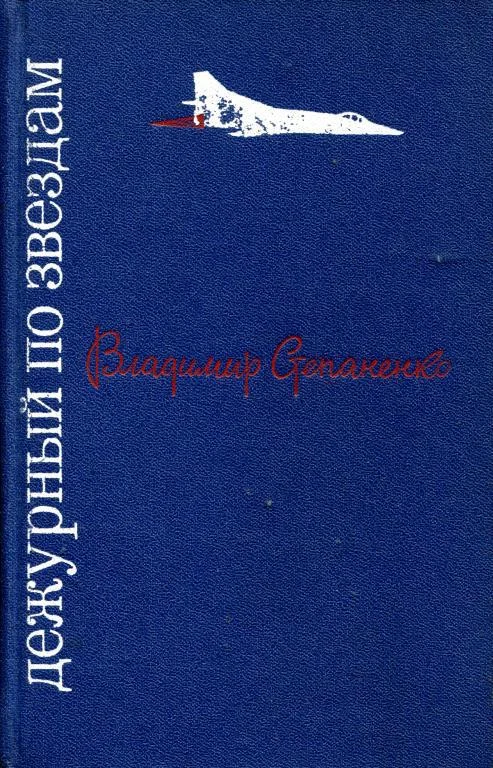 дежурный по звездам
Владимир Степаненко